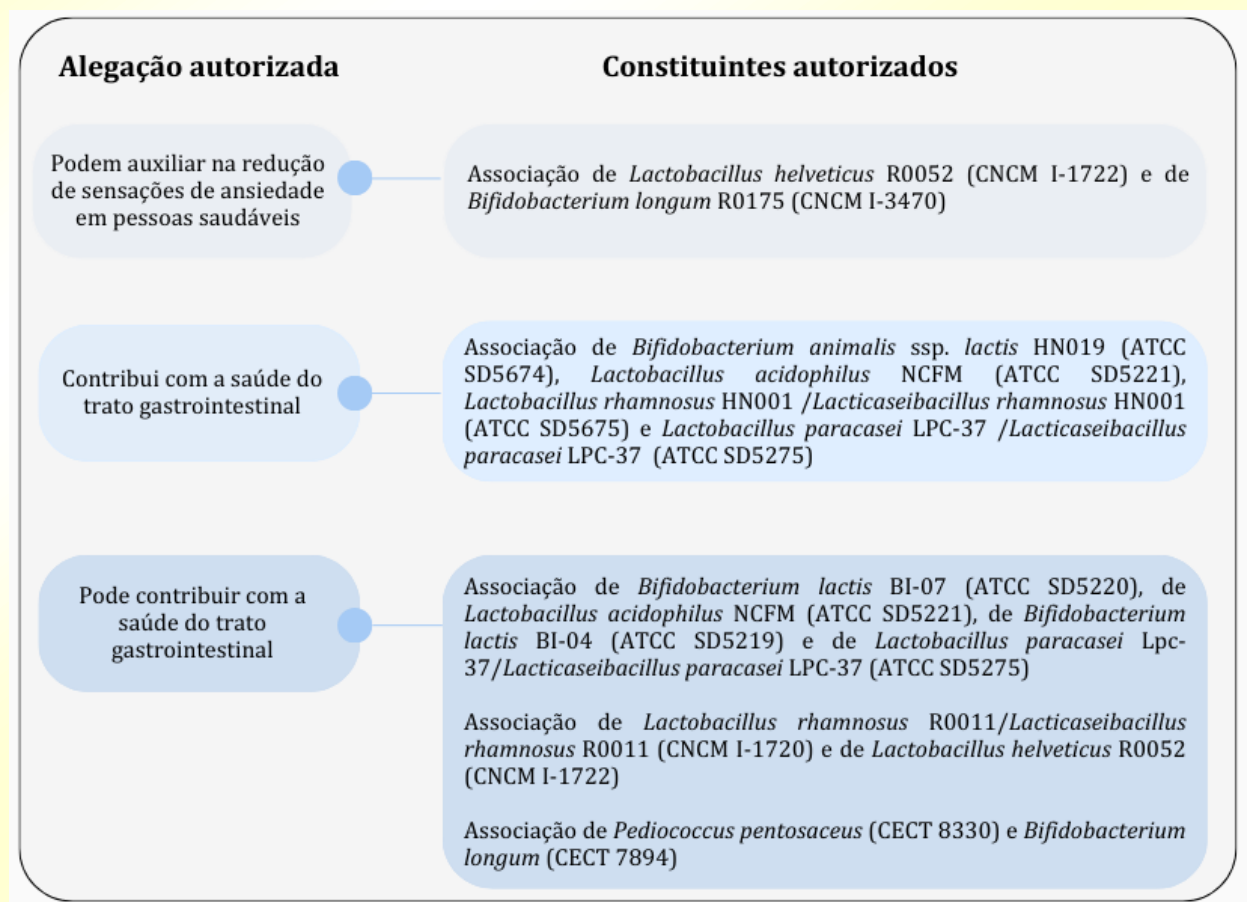 Alegação autorizada
Constituintes autorizados
Podem auxiliar na redução
de sensações de ansiedade
em pessoas saudáveis
Associação de Lactobacillus helveticus R0052 (CNCM I-1722) e de
Bifidobacterium longum R0175 (CNCM I-3470)
Contribui com a saúde do
trato gastrointestinal
Associação de Bifidobacterium animalis ssp. lactis HN019 (ATCC
SD5674), Lactobacillus acidophilus NCFM (ATCC SD5221),
Lactobacillus rhamnosus HN001 /Lacticaseibacillus rhamnosus HN001
(ATCC SD5675) e Lactobacillus paracasei LPC-37 /Lacticaseibacillus
paracasei LPC-37 (ATCC SD5275)
Pode contribuir com a
saúde do trato
gastrointestinal
Associação de Bifidobacterium lactis BI-07 (ATCC SD5220), de
Lactobacillus acidophilus NCFM (ATCC SD5221), de Bifidobacterium
lactis BI-04 (ATCC SD5219) e de Lactobacillus paracasei Lpc-
37/Lacticaseibacillus paracasei LPC-37 (ATCC SD5275)
Associação de Lactobacillus rhamnosus R0011/Lacticaseibacillus
rhamnosus R0011 (CNCM I-1720) e de Lactobacillus helveticus R0052
(CNCM I-1722)
Associação de Pediococcus pentosaceus (CECT 8330) e Bifidobacterium
longum (CECT 7894)